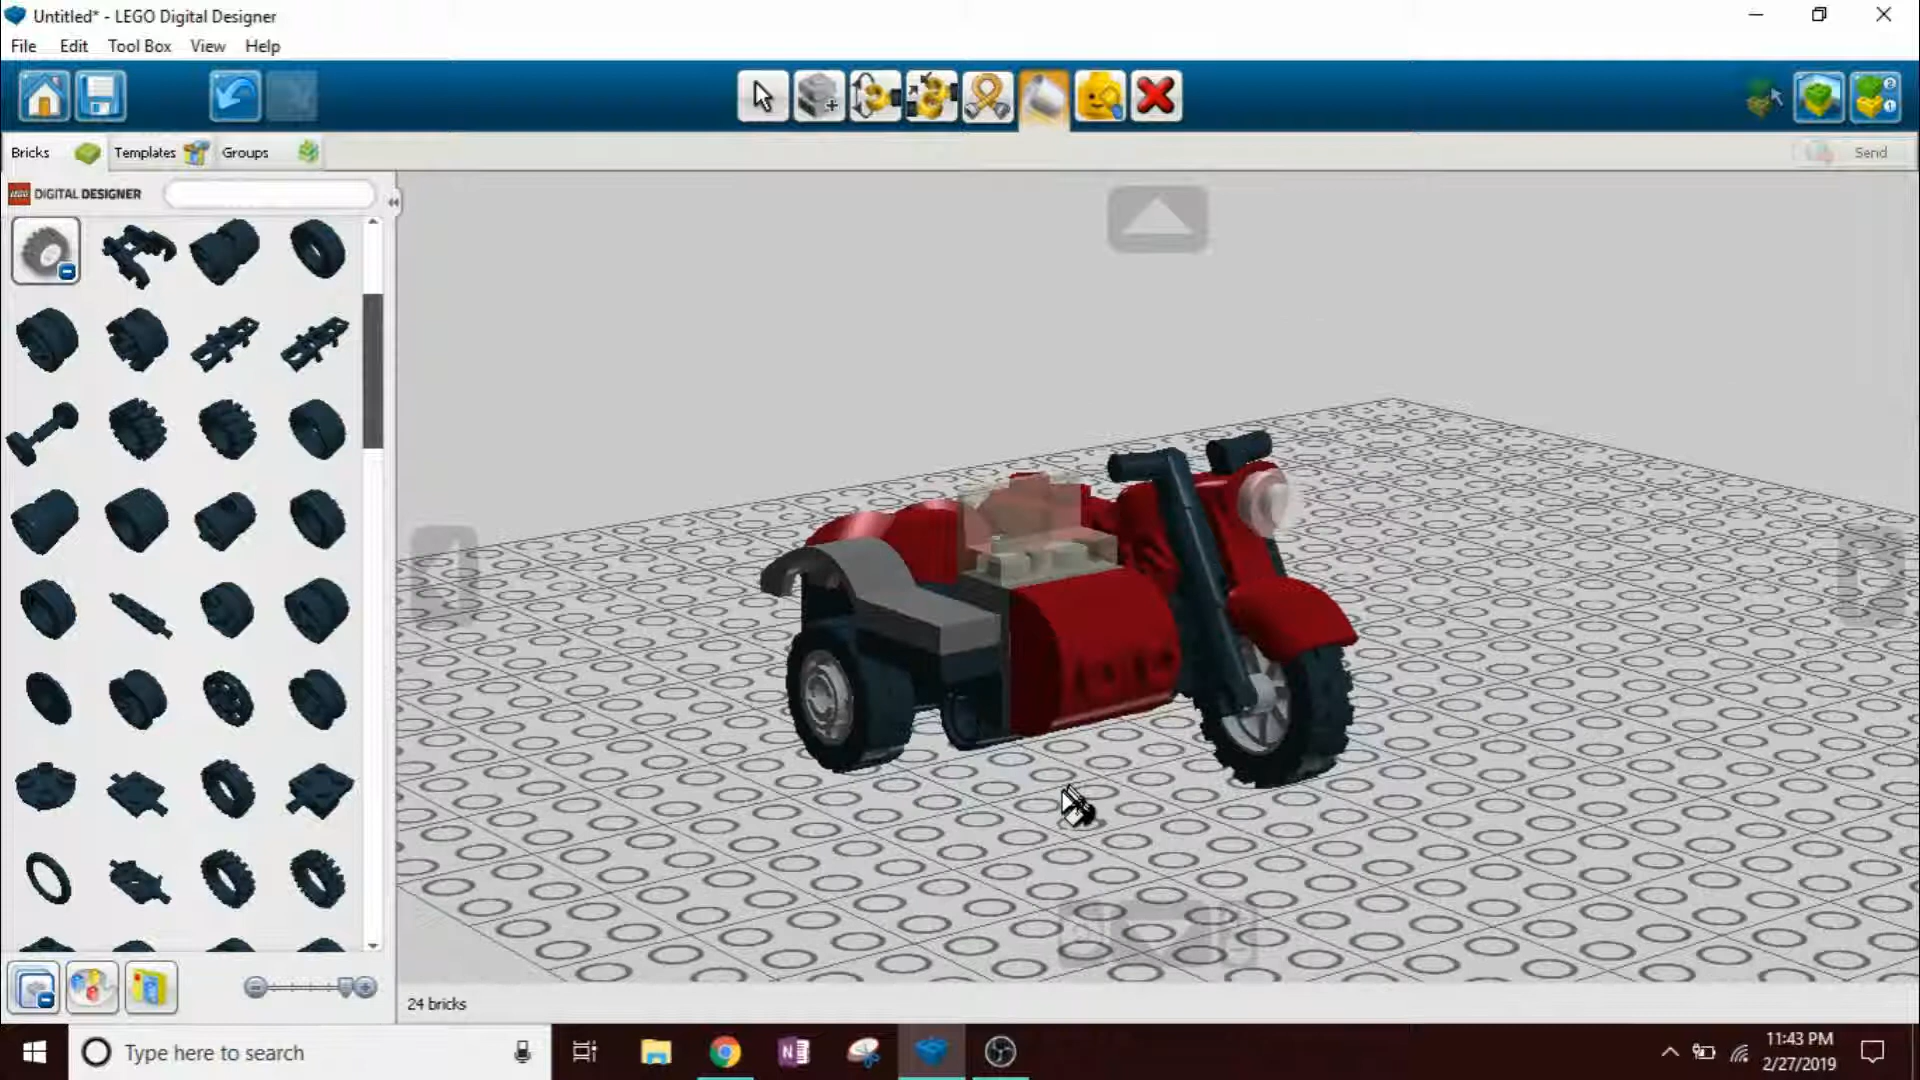 Untitled* - LEGO Digital Designer
File Edit Tool Box View Help
Bricks Templates Groups Send
LEGO DIGITAL DESIGNER
24 bricks
Type here to search
11:43 PM
2/27/2019